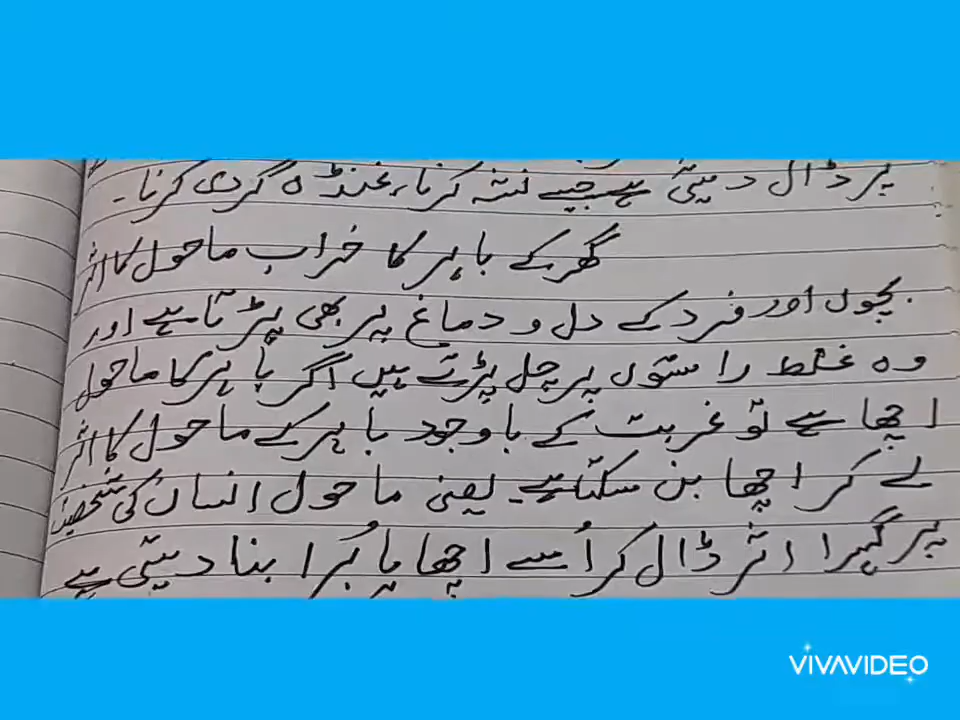 پر ڈال دیتی ہے جیسے نشہ کرنا، غنڈہ گردی کرنا۔
گھر کے باہر کا خراب ماحول کا اثر
بچوں اور فرد کے دل و دماغ پر بھی پڑتا ہے اور
وہ غلط راستوں پر چل پڑتے ہیں اگر باہر کا ماحول
اچھا ہے تو غربت کے باوجود باہر کے ماحول کا اثر
لے کر اچھا بن سکتا ہے۔ یعنی ماحول انسان کی شخصیت
پر گہرا اثر ڈال کر اُسے اچھا یا بُرا بنا دیتی ہے
VIVAVIDEO